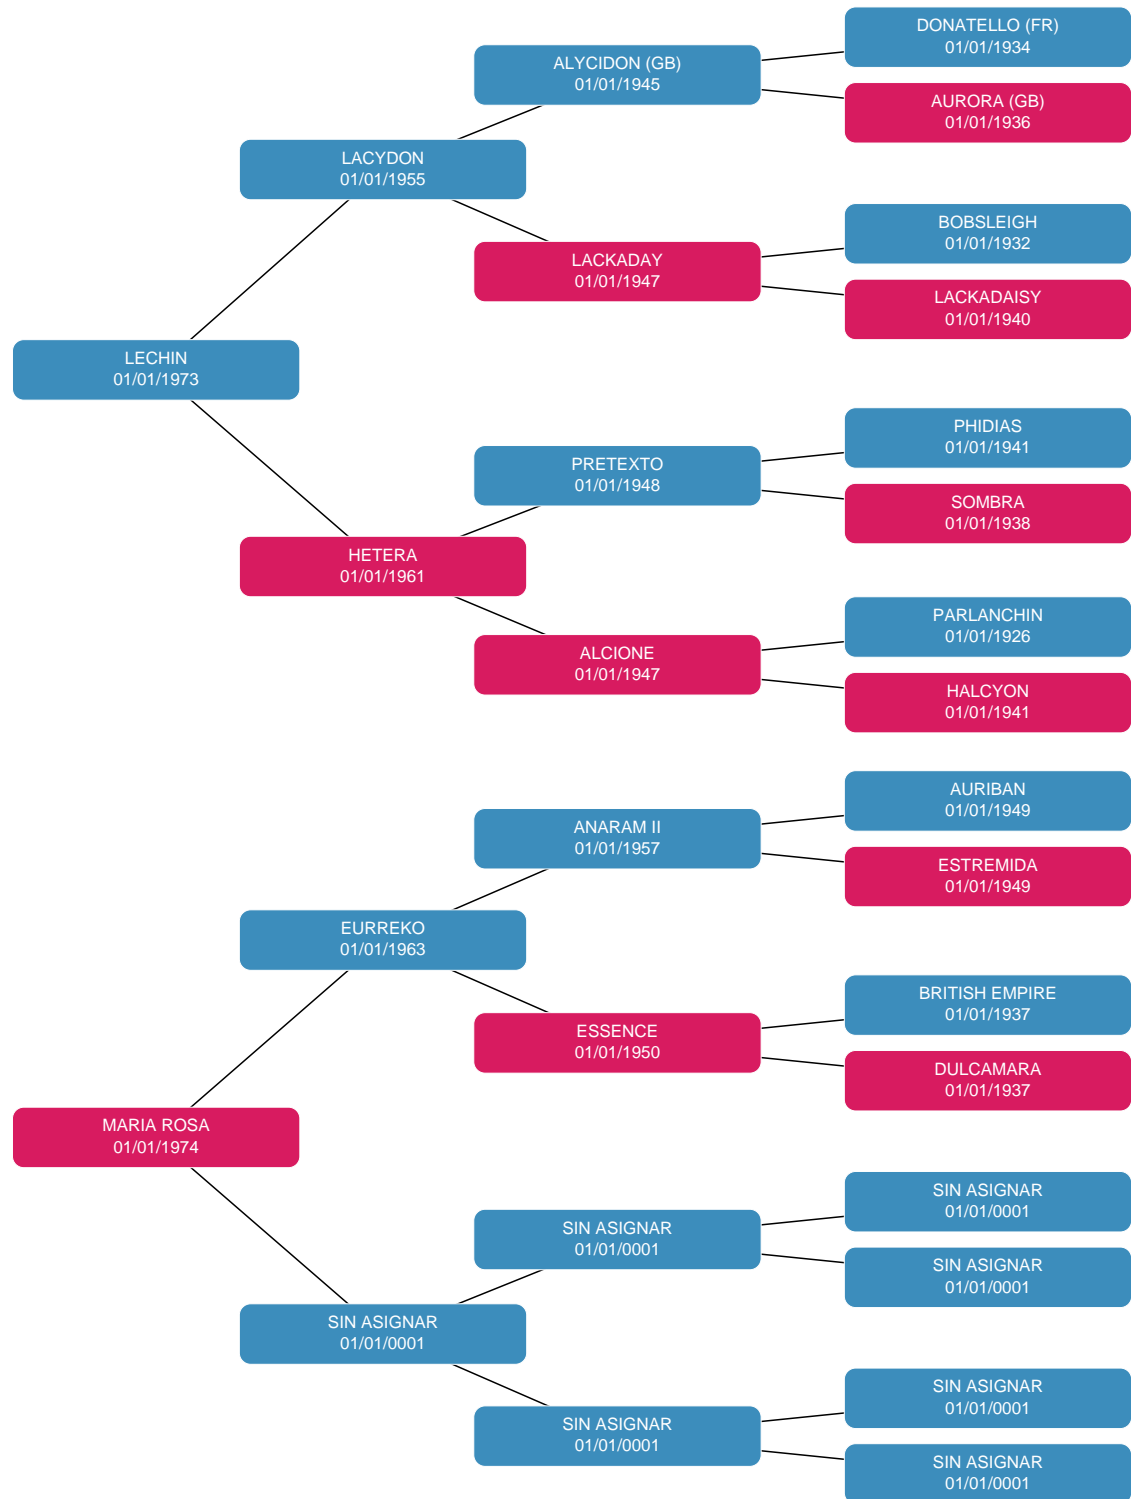 DONATELLO (FR)
01/01/1934
ALYCIDON (GB)
01/01/1945
AURORA (GB)
01/01/1936
LACYDON
01/01/1955
BOBSLEIGH
01/01/1932
LACKADAY
01/01/1947
LACKADAISY
01/01/1940
LECHIN
01/01/1973
PHIDIAS
01/01/1941
PRETEXTO
01/01/1948
SOMBRA
01/01/1938
HETERA
01/01/1961
PARLANCHIN
01/01/1926
ALCIONE
01/01/1947
HALCYON
01/01/1941
AURIBAN
01/01/1949
ANARAM II
01/01/1957
ESTREMIDA
01/01/1949
EURREKO
01/01/1963
BRITISH EMPIRE
01/01/1937
ESSENCE
01/01/1950
DULCAMARA
01/01/1937
MARIA ROSA
01/01/1974
SIN ASIGNAR
01/01/0001
SIN ASIGNAR
01/01/0001
SIN ASIGNAR
01/01/0001
SIN ASIGNAR
01/01/0001
SIN ASIGNAR
01/01/0001
SIN ASIGNAR
01/01/0001
SIN ASIGNAR
01/01/0001